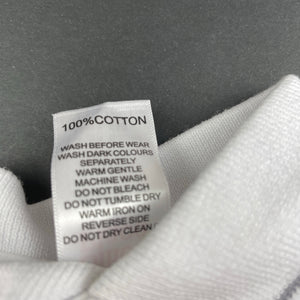 100%COTTON
WASH BEFORE WEAR
WASH DARK COLOURS
SEPARATELY
WARM GENTLE
MACHINE WASH
DO NOT BLEACH
DO NOT TUMBLE DRY
WARM IRON ON
REVERSE SIDE
DO NOT DRY CLEAN